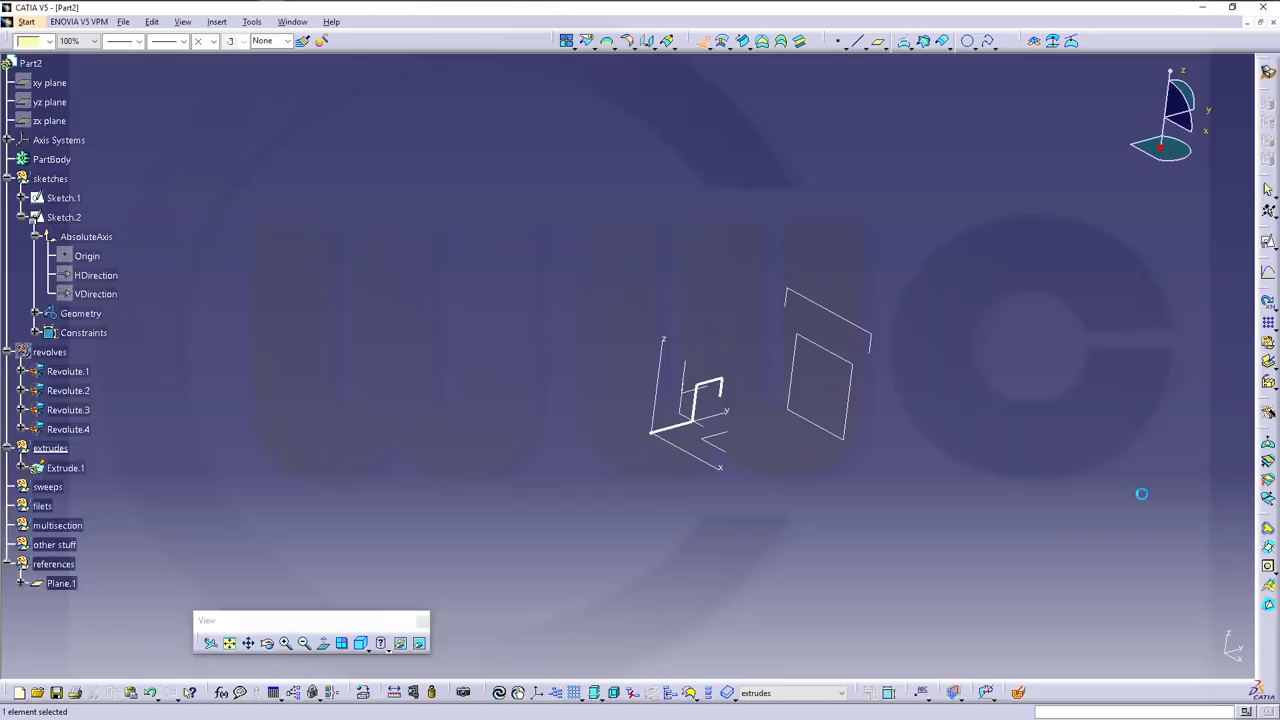 CATIA V5 - [Part2]
Start ENOVIA V5 VPM File Edit View Insert Tools Window Help
100% None
Part2
xy plane
yz plane
zx plane
Axis Systems
PartBody
sketches
Sketch.1
Sketch.2
AbsoluteAxis
Origin
HDirection
VDirection
Geometry
Constraints
revolves
Revolute.1
Revolute.2
Revolute.3
Revolute.4
extrudes
Extrude.1
sweeps
filets
multisection
other stuff
references
Plane.1
z
y
x
z
y
x
View
z
y
x
extrudes
CATIA
1 element selected